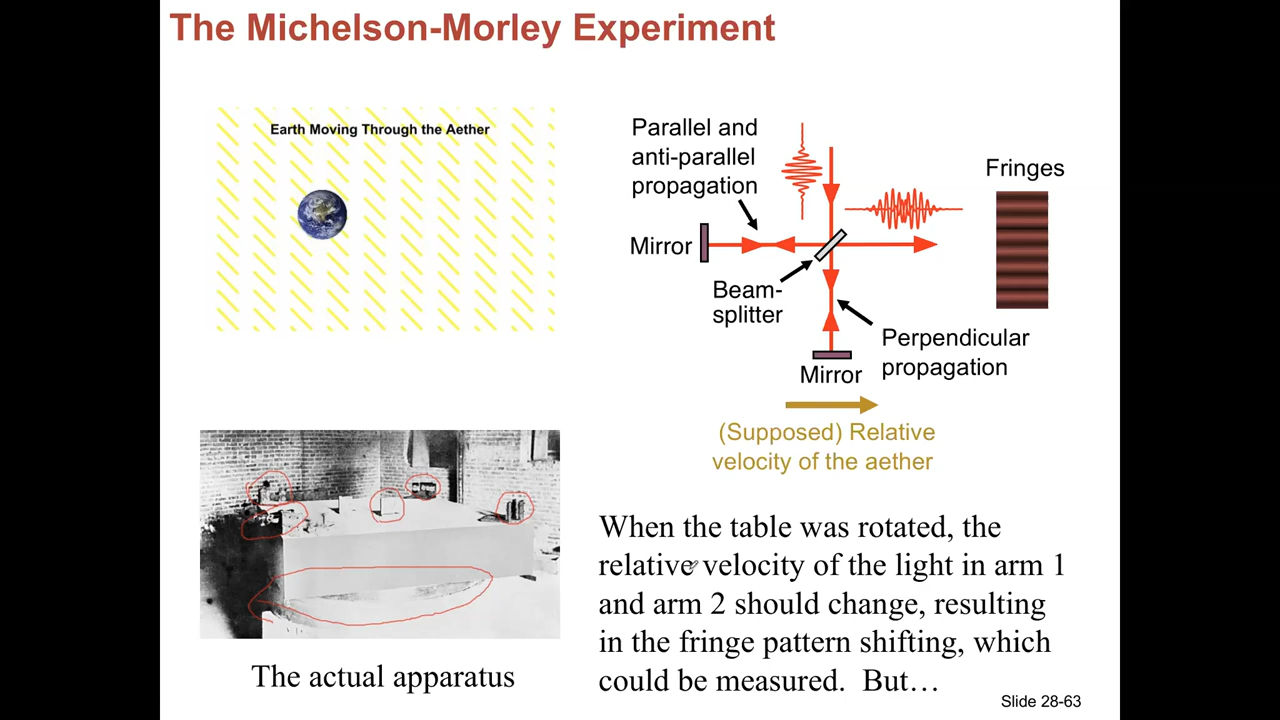 The Michelson-Morley Experiment
Earth Moving Through the Aether
Parallel and
anti-parallel
propagation
Fringes
Mirror
Beam-
splitter
Perpendicular
propagation
Mirror
(Supposed) Relative
velocity of the aether
When the table was rotated, the
relative velocity of the light in arm 1
and arm 2 should change, resulting
in the fringe pattern shifting, which
could be measured.  But…
The actual apparatus
Slide 28-63